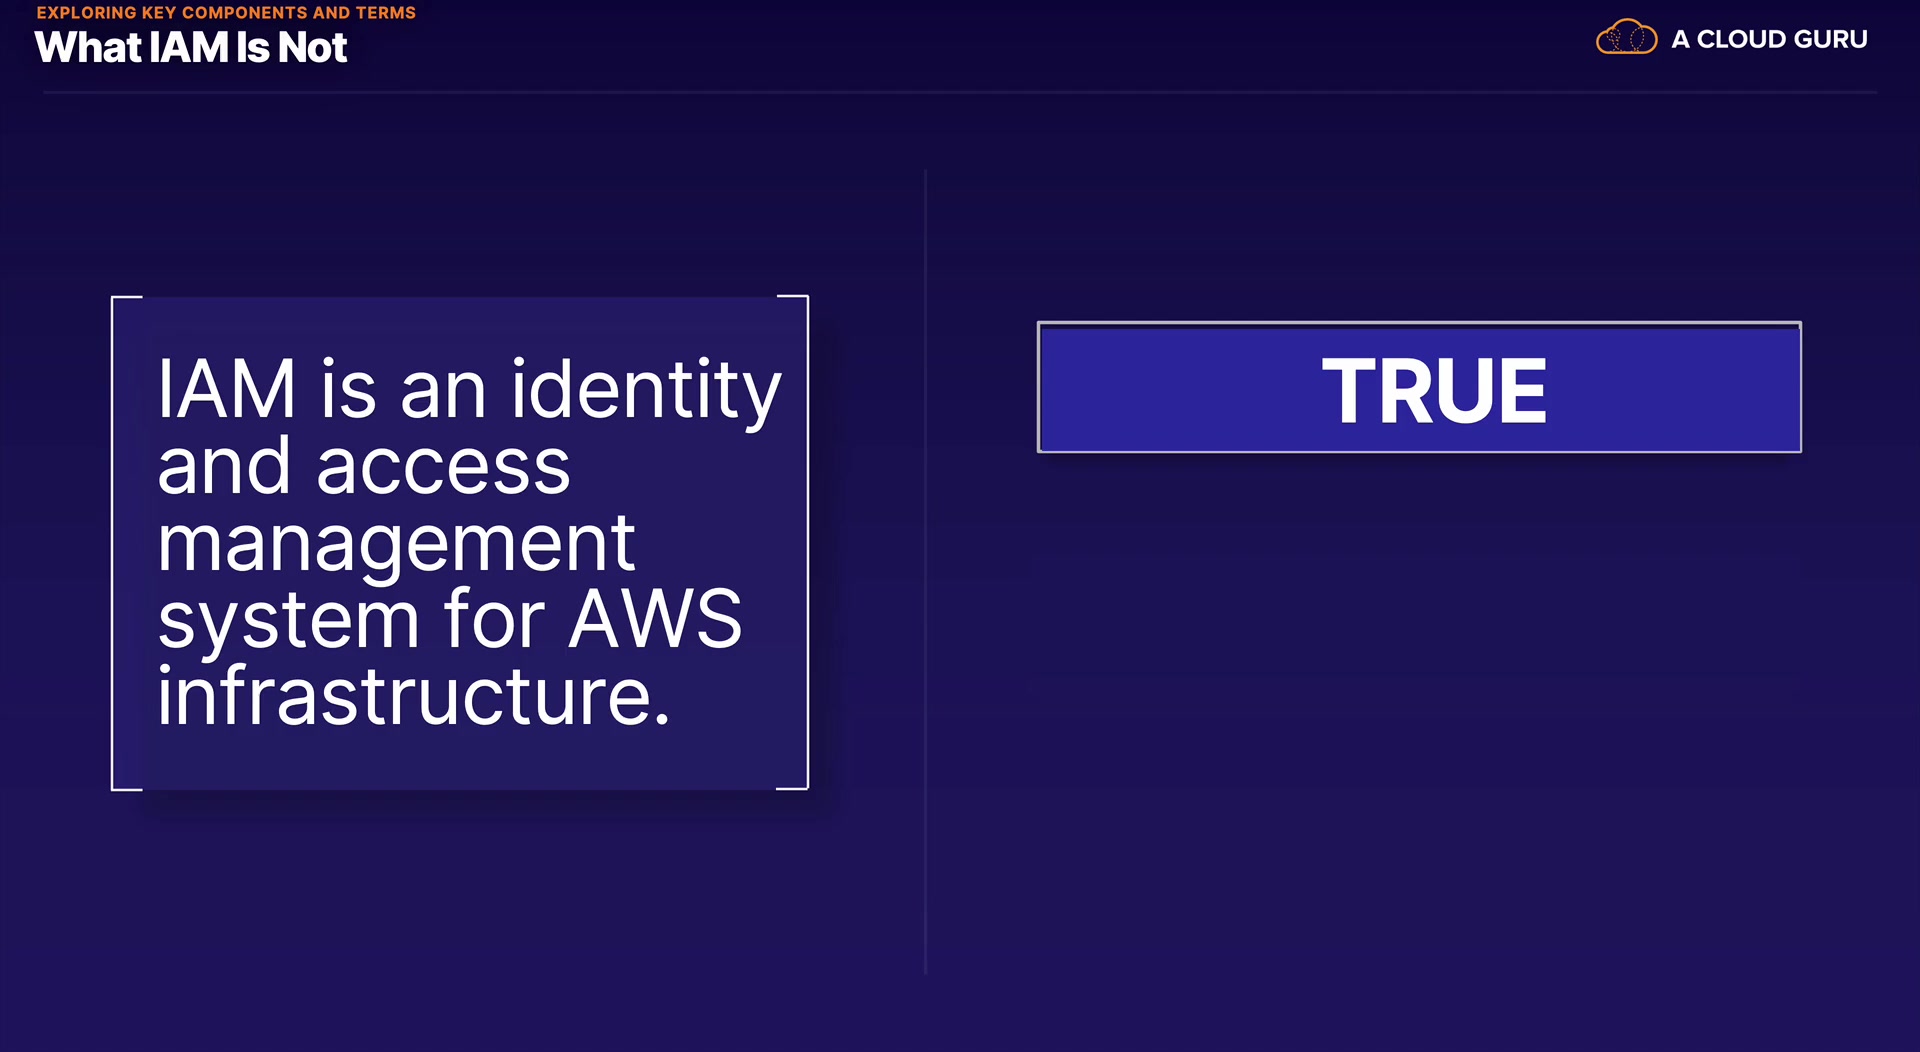 EXPLORING KEY COMPONENTS AND TERMS
What IAM Is Not
A CLOUD GURU
IAM is an identity
and access
management
system for AWS
infrastructure.
TRUE